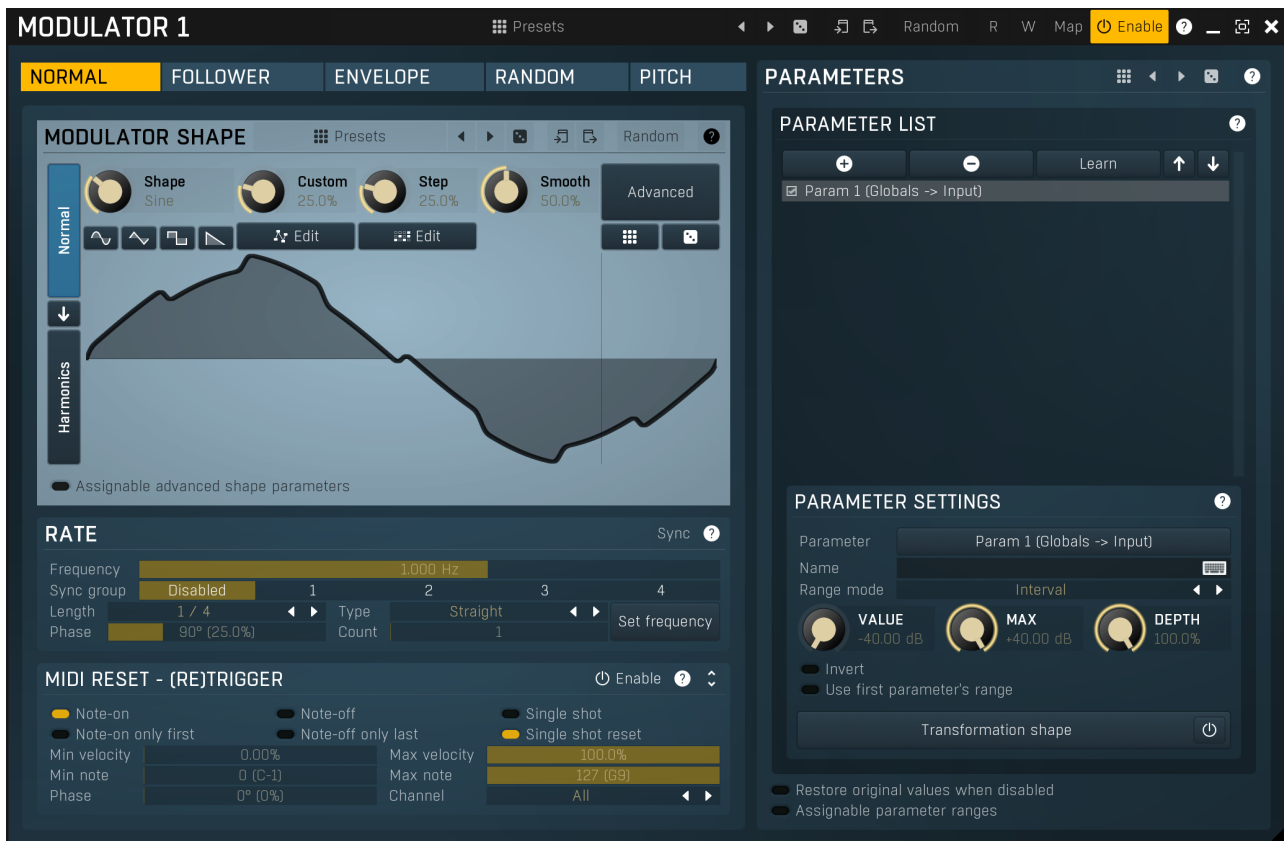 MODULATOR 1 Presets Random R W Map Enable ?
NORMAL FOLLOWER ENVELOPE RANDOM PITCH
MODULATOR SHAPE Presets Random ?
Normal
Harmonics
Shape Sine
Custom 25.0%
Step 25.0%
Smooth 50.0%
Advanced
Edit Edit
Assignable advanced shape parameters
RATE Sync ?
Frequency 1.000 Hz
Sync group Disabled 1 2 3 4
Length 1 / 4 Type Straight
Phase 90° (25.0%) Count 1
Set frequency
MIDI RESET - (RE)TRIGGER Enable ?
Note-on Note-off Single shot
Note-on only first Note-off only last Single shot reset
Min velocity 0.00% Max velocity 100.0%
Min note 0 (C-1) Max note 127 (G9)
Phase 0° (0%) Channel All
PARAMETERS ?
PARAMETER LIST ?
Learn
Param 1 (Globals -> Input)
PARAMETER SETTINGS ?
Parameter Param 1 (Globals -> Input)
Name
Range mode Interval
VALUE -40.00 dB
MAX +40.00 dB
DEPTH 100.0%
Invert
Use first parameter's range
Transformation shape
Restore original values when disabled
Assignable parameter ranges